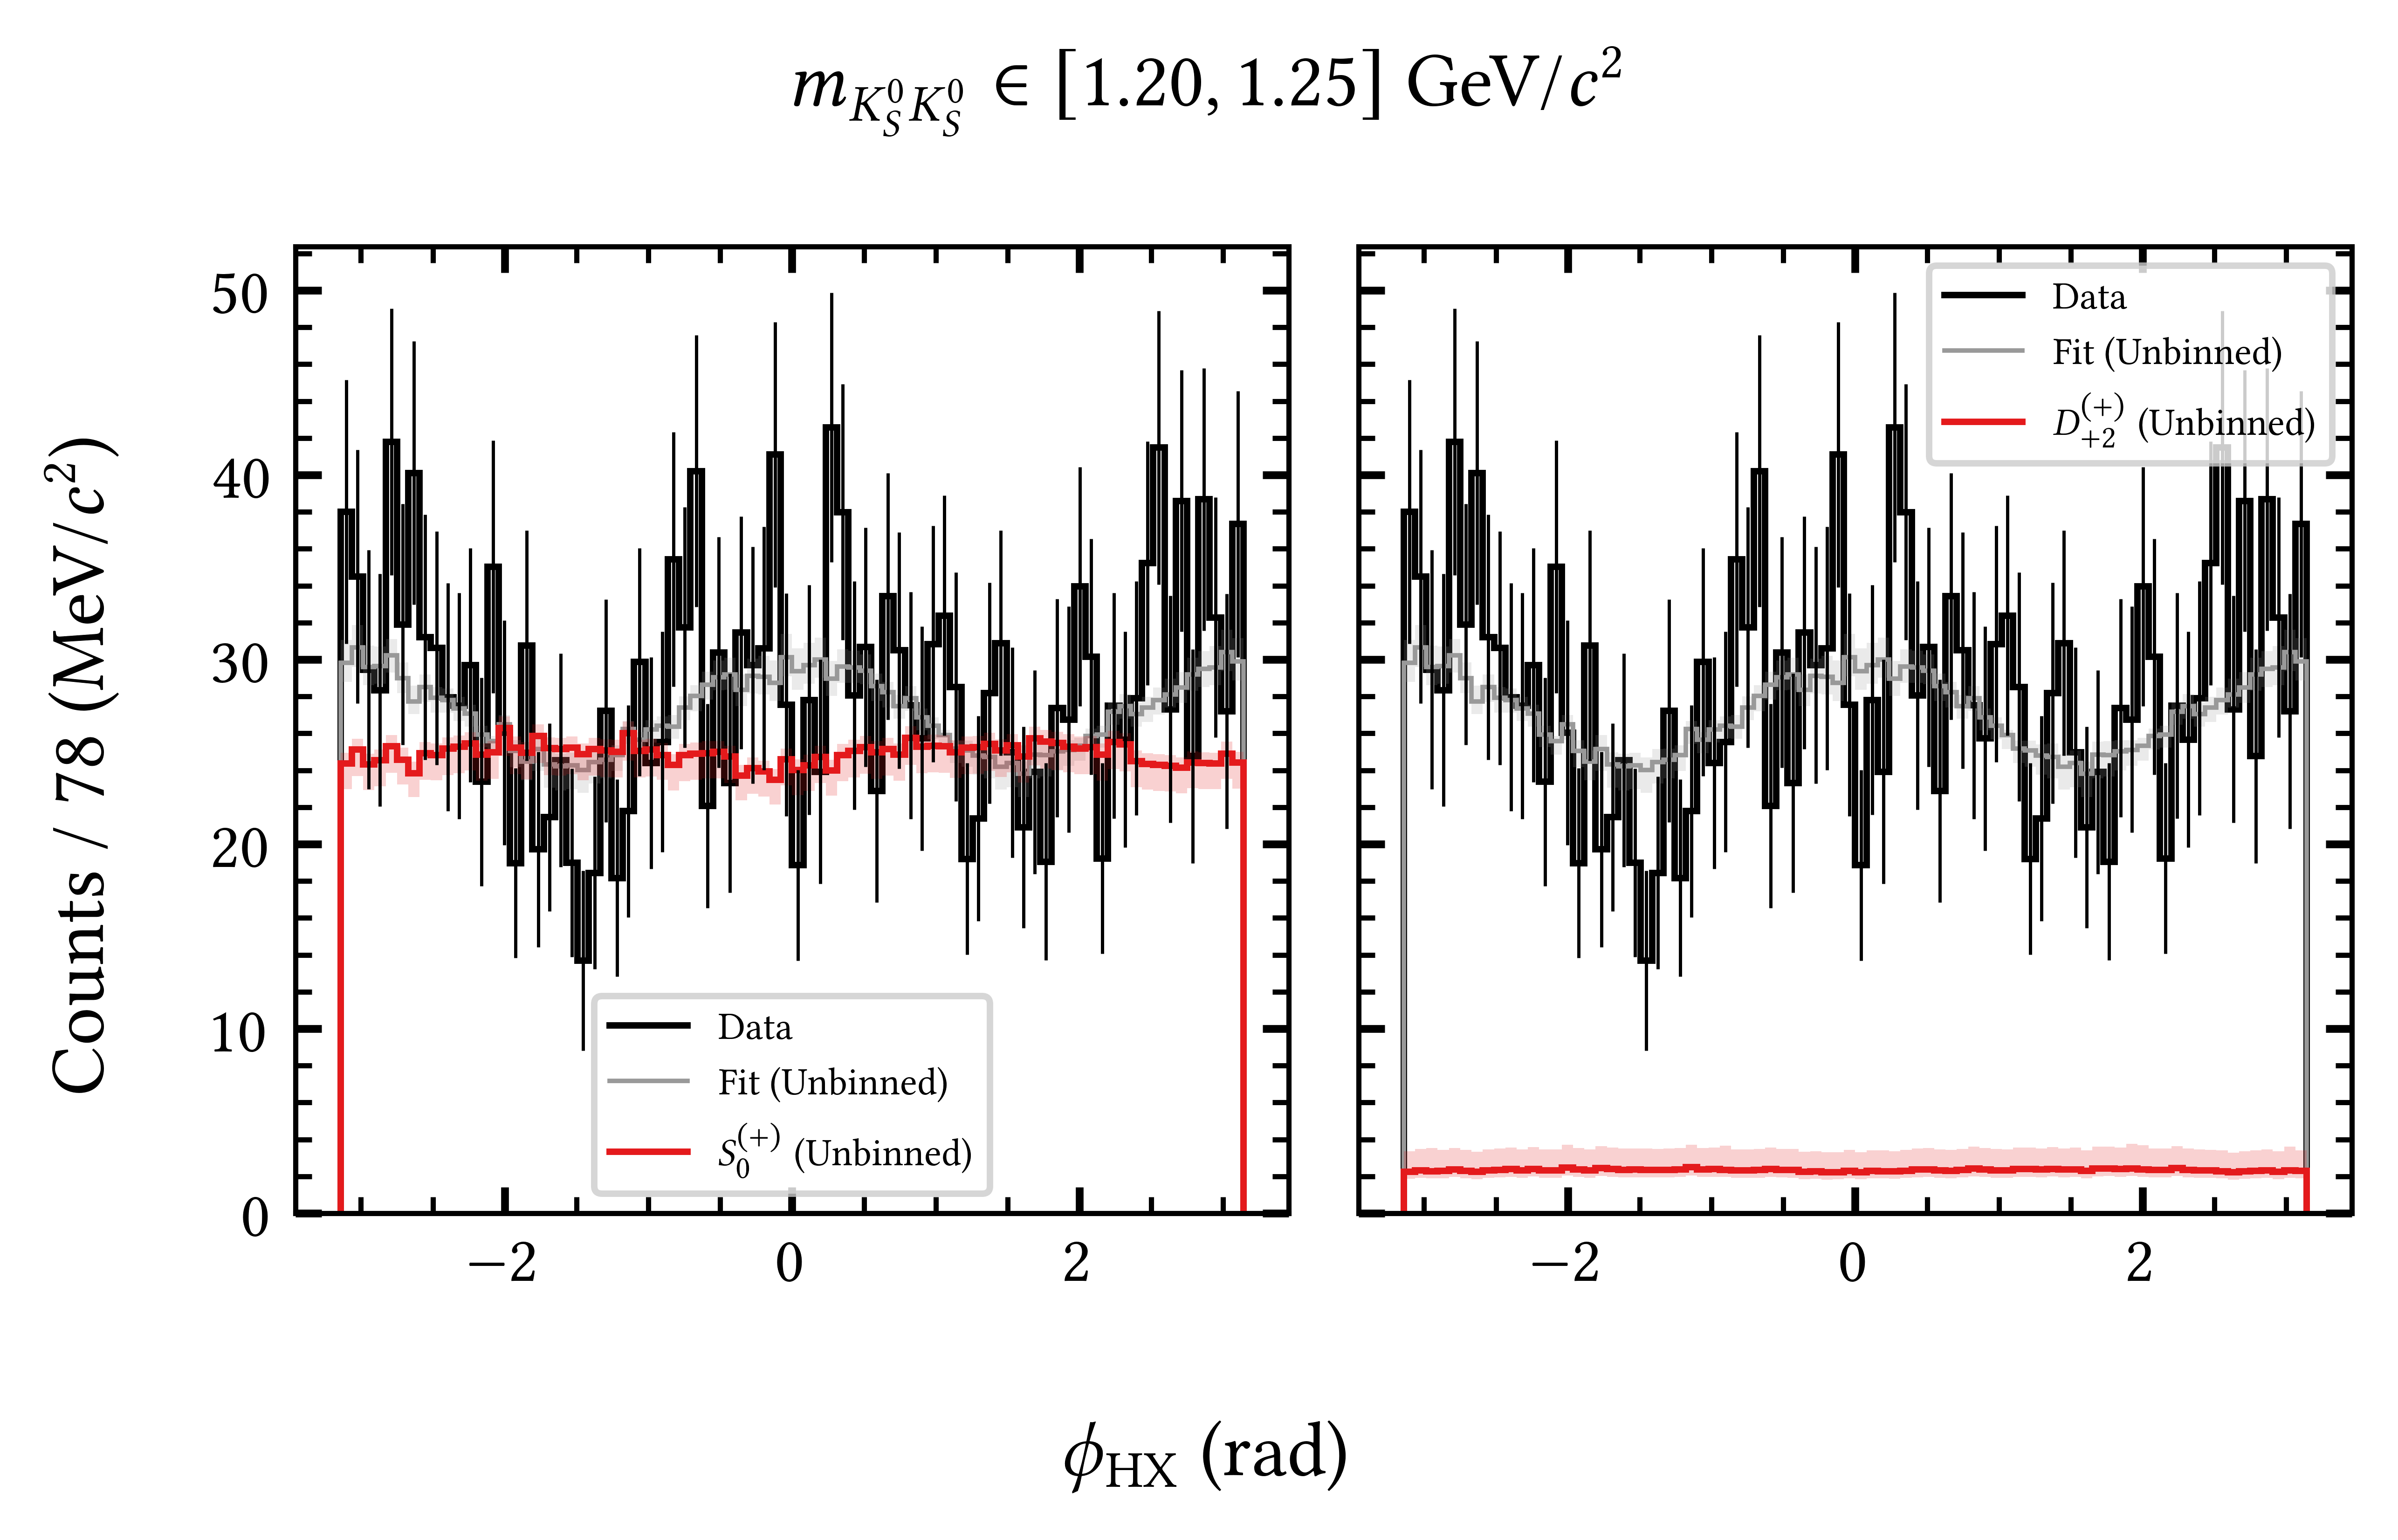 m_{K_S^0 K_S^0} ∈ [1.20, 1.25] GeV/c²
Counts / 78 (MeV/c²)
50
40
30
20
10
0
Data
Fit (Unbinned)
S_0^{(+)} (Unbinned)
−2
0
2
Data
Fit (Unbinned)
D_{+2}^{(+)} (Unbinned)
−2
0
2
ϕ_{HX} (rad)